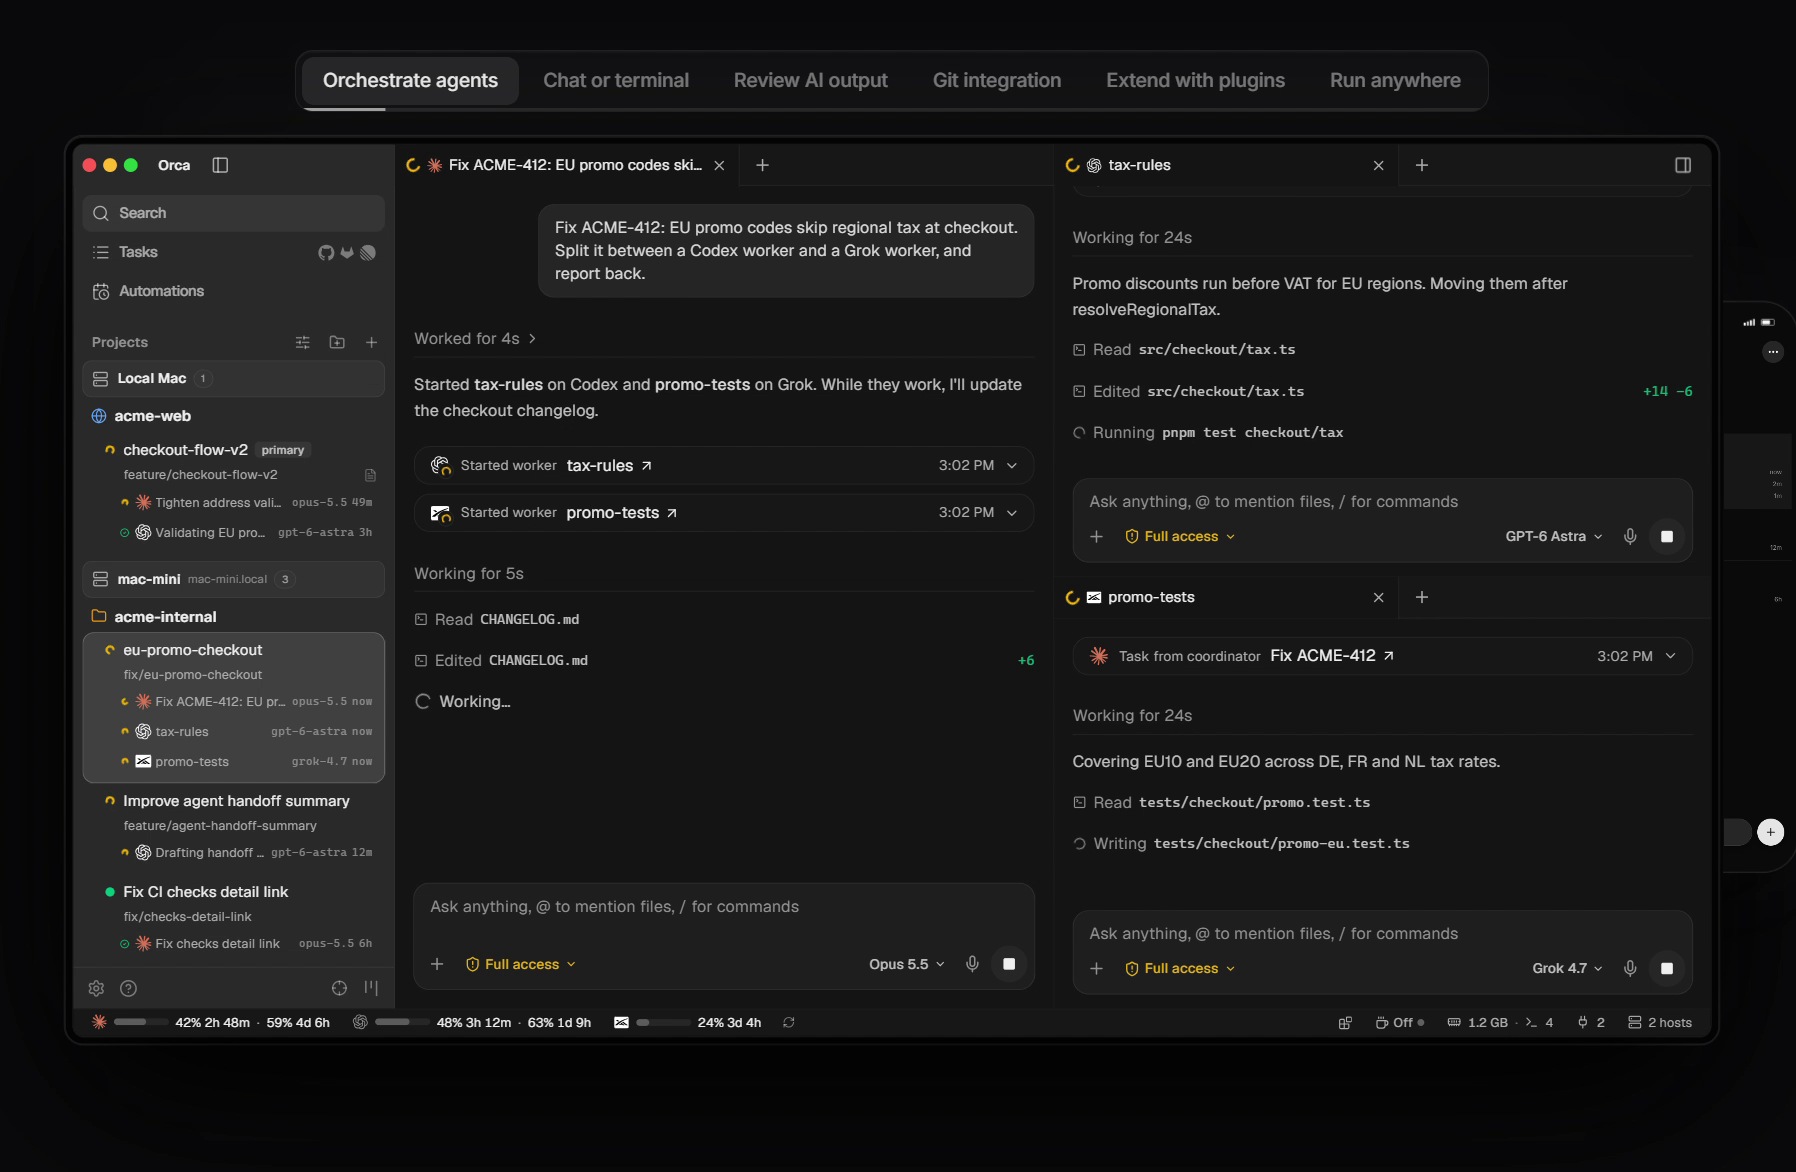 Orchestrate agents
Chat or terminal
Review AI output
Git integration
Extend with plugins
Run anywhere
Orca
Search
Tasks
Automations
Projects
Local Mac 1
acme-web
checkout-flow-v2 primary
feature/checkout-flow-v2
Tighten address vali... opus-5.5 49m
Validating EU pro... gpt-6-astra 3h
mac-mini mac-mini.local 3
acme-internal
eu-promo-checkout
fix/eu-promo-checkout
Fix ACME-412: EU pr... opus-5.5 now
tax-rules gpt-6-astra now
promo-tests grok-4.7 now
Improve agent handoff summary
feature/agent-handoff-summary
Drafting handoff ... gpt-6-astra 12m
Fix CI checks detail link
fix/checks-detail-link
Fix checks detail link opus-5.5 6h
Fix ACME-412: EU promo codes ski...
Fix ACME-412: EU promo codes skip regional tax at checkout.
Split it between a Codex worker and a Grok worker, and
report back.
Worked for 4s
Started tax-rules on Codex and promo-tests on Grok. While they work, I'll update
the checkout changelog.
Started worker tax-rules 3:02 PM
Started worker promo-tests 3:02 PM
Working for 5s
Read CHANGELOG.md
Edited CHANGELOG.md +6
Working...
Ask anything, @ to mention files, / for commands
Full access Opus 5.5
tax-rules
Working for 24s
Promo discounts run before VAT for EU regions. Moving them after
resolveRegionalTax.
Read src/checkout/tax.ts
Edited src/checkout/tax.ts +14 -6
Running pnpm test checkout/tax
Ask anything, @ to mention files, / for commands
Full access GPT-6 Astra
promo-tests
Task from coordinator Fix ACME-412 3:02 PM
Working for 24s
Covering EU10 and EU20 across DE, FR and NL tax rates.
Read tests/checkout/promo.test.ts
Writing tests/checkout/promo-eu.test.ts
Ask anything, @ to mention files, / for commands
Full access Grok 4.7
42% 2h 48m · 59% 4d 6h
48% 3h 12m · 63% 1d 9h
24% 3d 4h
Off
1.2 GB · 4
2
2 hosts
now
2m
1m
12m